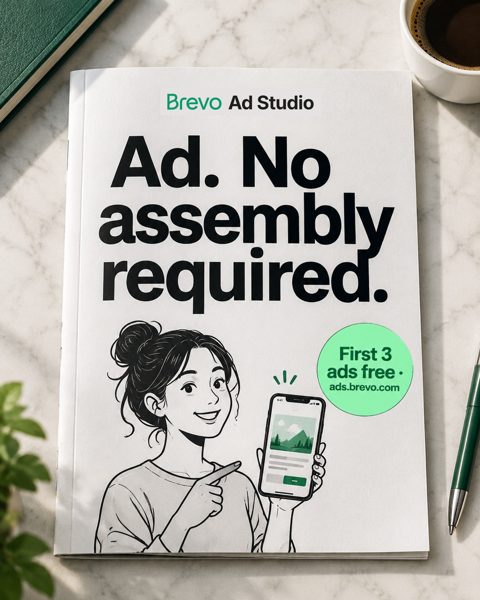 Brevo Ad Studio
Ad. No
assembly
required.
First 3
ads free ·
ads.brevo.com